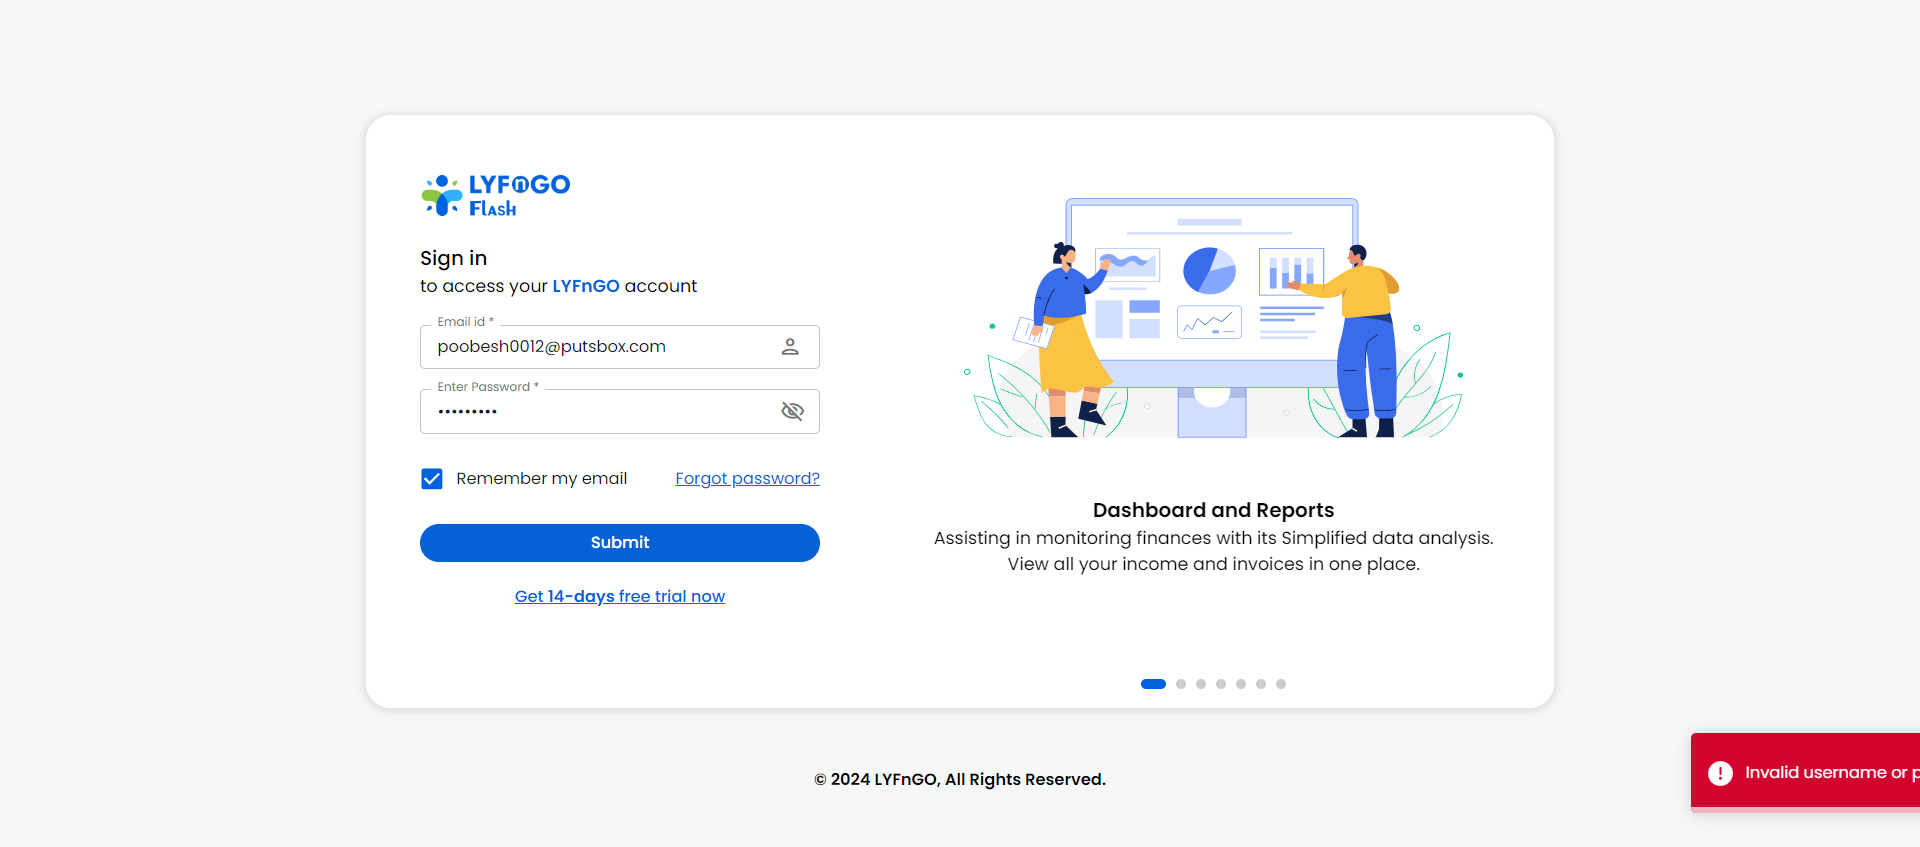 LYFnGO
Flash
Sign in
to access your LYFnGO account
Email id *
poobesh0012@putsbox.com
Enter Password *
•••••••••
Remember my email
Forgot password?
Submit
Get 14-days free trial now
Dashboard and Reports
Assisting in monitoring finances with its Simplified data analysis.
View all your income and invoices in one place.
© 2024 LYFnGO, All Rights Reserved.
Invalid username or p